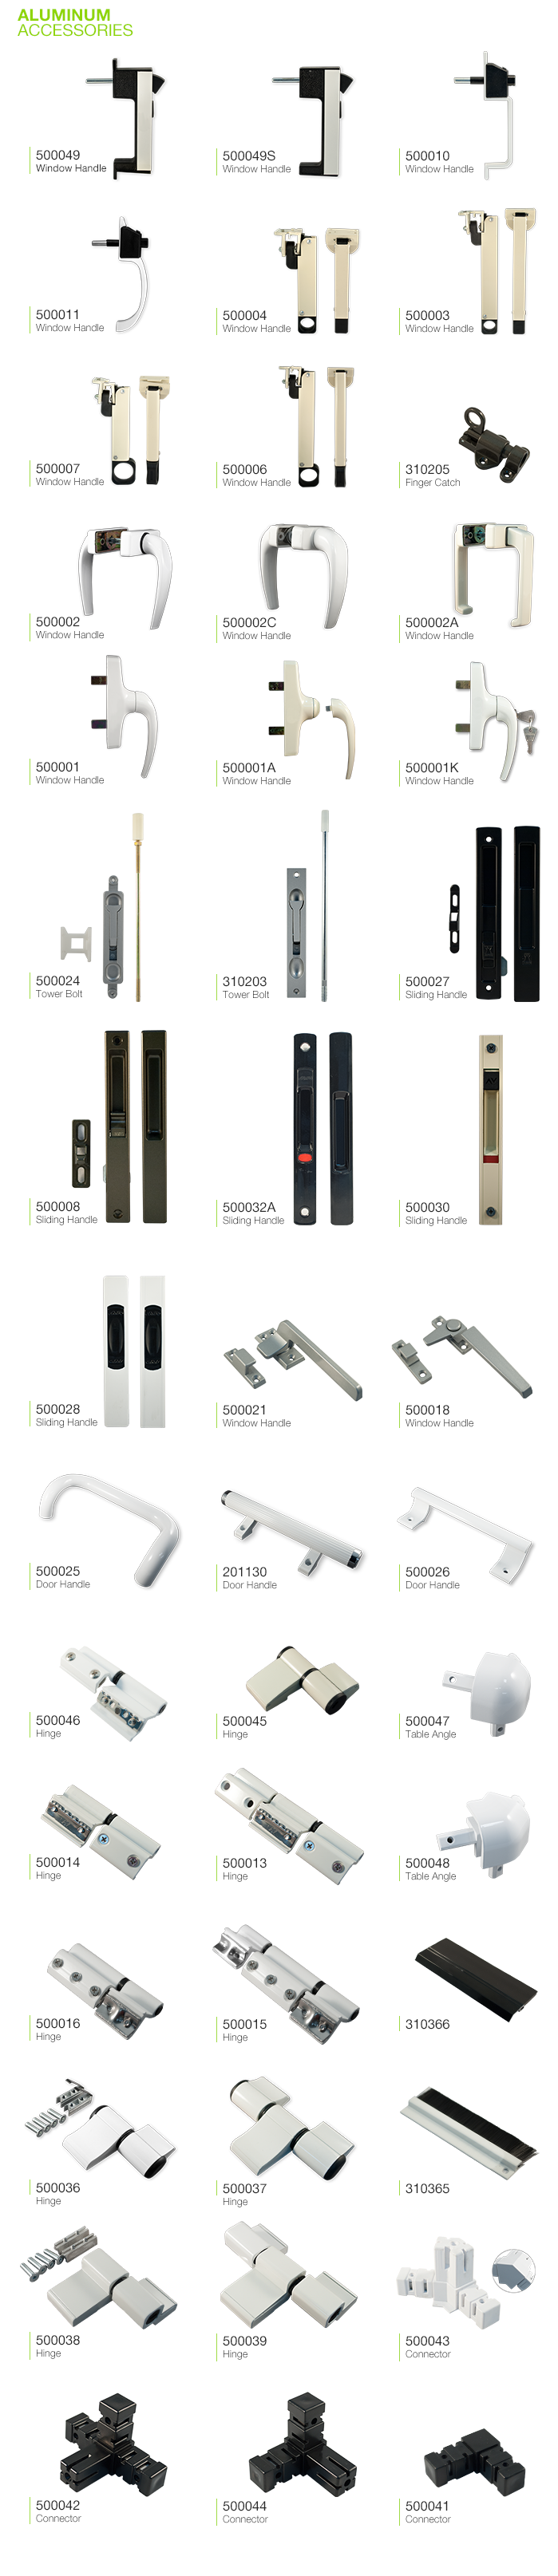 ALUMINUM
ACCESSORIES
500049
Window Handle
500049S
Window Handle
500010
Window Handle
500011
Window Handle
500004
Window Handle
500003
Window Handle
500007
Window Handle
500006
Window Handle
310205
Finger Catch
500002
Window Handle
500002C
Window Handle
500002A
Window Handle
500001
Window Handle
500001A
Window Handle
500001K
Window Handle
500024
Tower Bolt
310203
Tower Bolt
500027
Sliding Handle
500008
Sliding Handle
500032A
Sliding Handle
500030
Sliding Handle
500028
Sliding Handle
500021
Window Handle
500018
Window Handle
500025
Door Handle
201130
Door Handle
500026
Door Handle
500046
Hinge
500045
Hinge
500047
Table Angle
500014
Hinge
500013
Hinge
500048
Table Angle
500016
Hinge
500015
Hinge
310366
500036
Hinge
500037
Hinge
310365
500038
Hinge
500039
Hinge
500043
Connector
500042
Connector
500044
Connector
500041
Connector